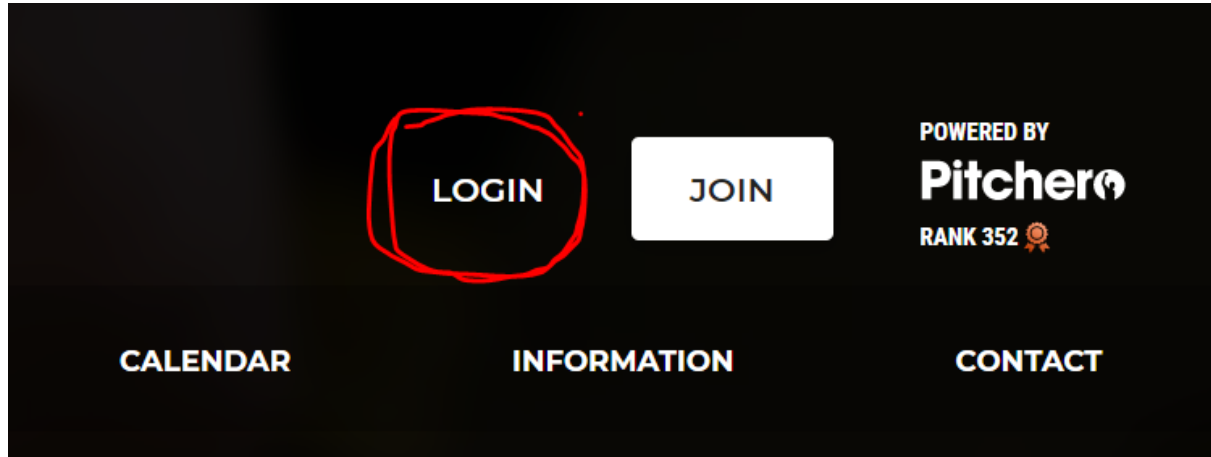 LOGIN
JOIN
POWERED BY
Pitchero
RANK 352
CALENDAR
INFORMATION
CONTACT